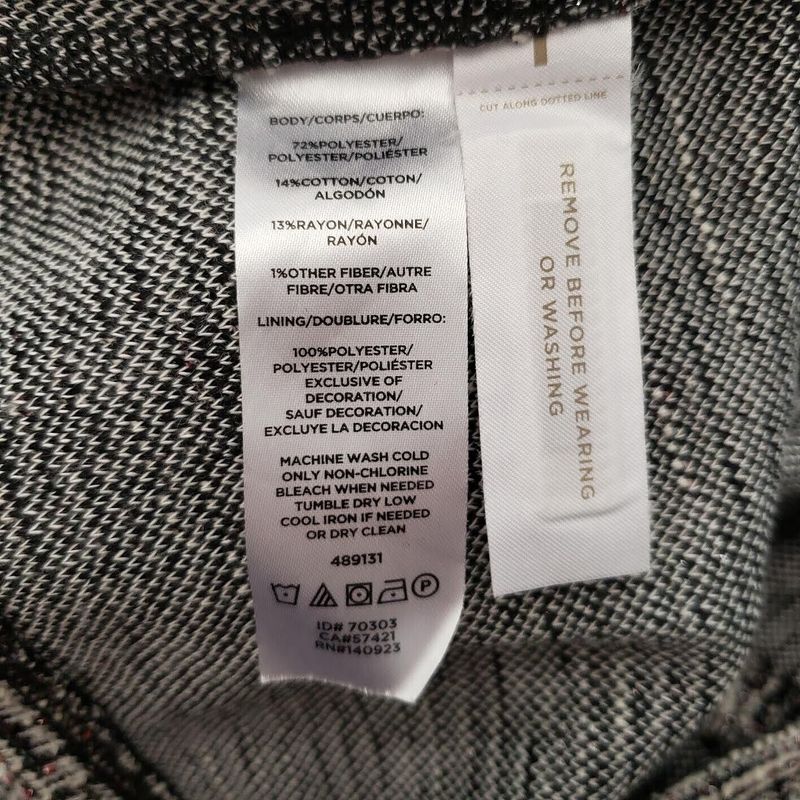 BODY/CORPS/CUERPO:
72%POLYESTER/
POLYESTER/POLIÉSTER
14%COTTON/COTON/
ALGODÓN
13%RAYON/RAYONNE/
RAYÓN
1%OTHER FIBER/AUTRE
FIBRE/OTRA FIBRA
LINING/DOUBLURE/FORRO:
100%POLYESTER/
POLYESTER/POLIÉSTER
EXCLUSIVE OF
DECORATION/
SAUF DECORATION/
EXCLUYE LA DECORACION
MACHINE WASH COLD
ONLY NON-CHLORINE
BLEACH WHEN NEEDED
TUMBLE DRY LOW
COOL IRON IF NEEDED
OR DRY CLEAN
489131
P
ID# 70303
CA#57421
RN#140923
CUT ALONG DOTTED LINE
REMOVE BEFORE WEARING
OR WASHING